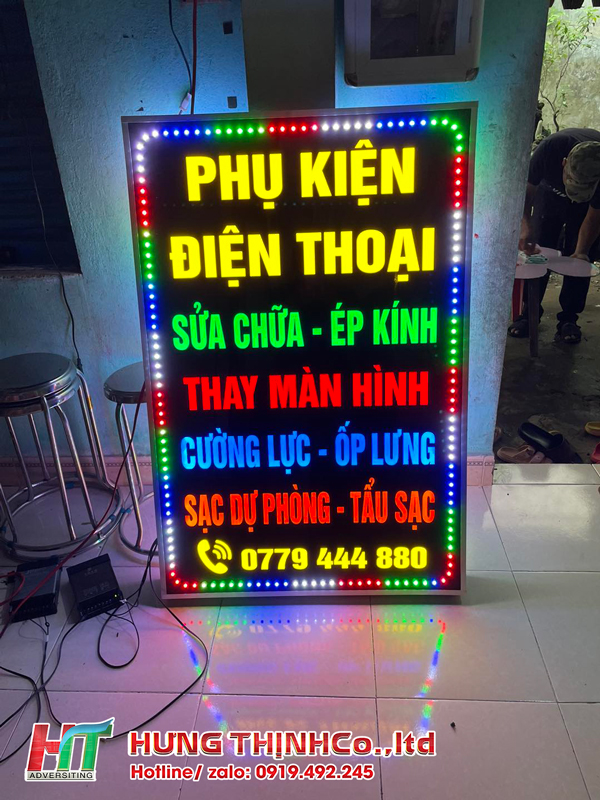 PHỤ KIỆN
ĐIỆN THOẠI
SỬA CHỮA - ÉP KÍNH
THAY MÀN HÌNH
CƯỜNG LỰC - ỐP LƯNG
SẠC DỰ PHÒNG - TẨU SẠC
0779 444 880
HT
ADVERSITING
HƯNG THỊNHCo.,ltd
Hotline/ zalo: 0919.492.245